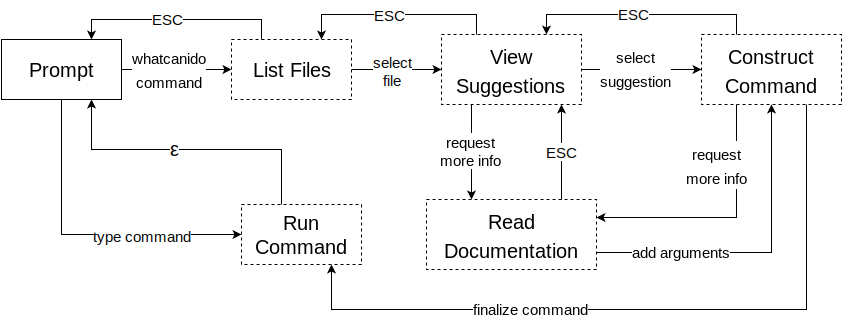 ESC
ESC
ESC
Prompt
whatcanido
command
List Files
select
file
View
Suggestions
select
suggestion
Construct
Command
request
more info
ESC
request
more info
ε
type command
Run
Command
Read
Documentation
add arguments
finalize command